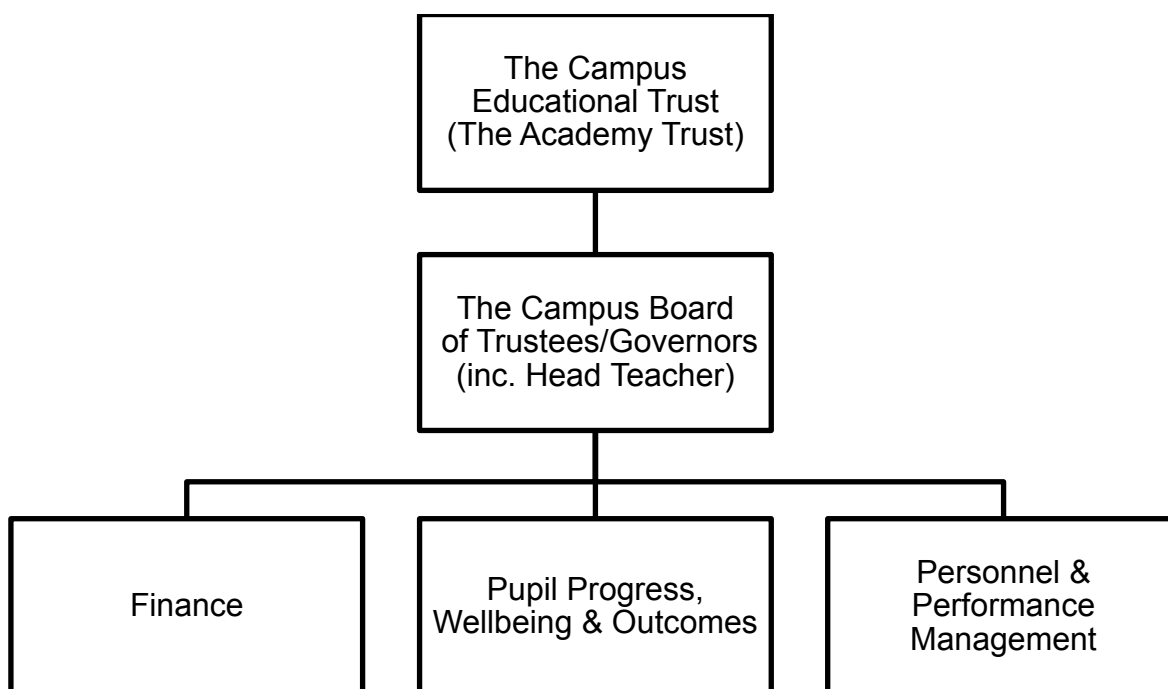 The Campus
Educational Trust
(The Academy Trust)
The Campus Board
of Trustees/Governors
(inc. Head Teacher)
Finance
Pupil Progress,
Wellbeing & Outcomes
Personnel &
Performance
Management